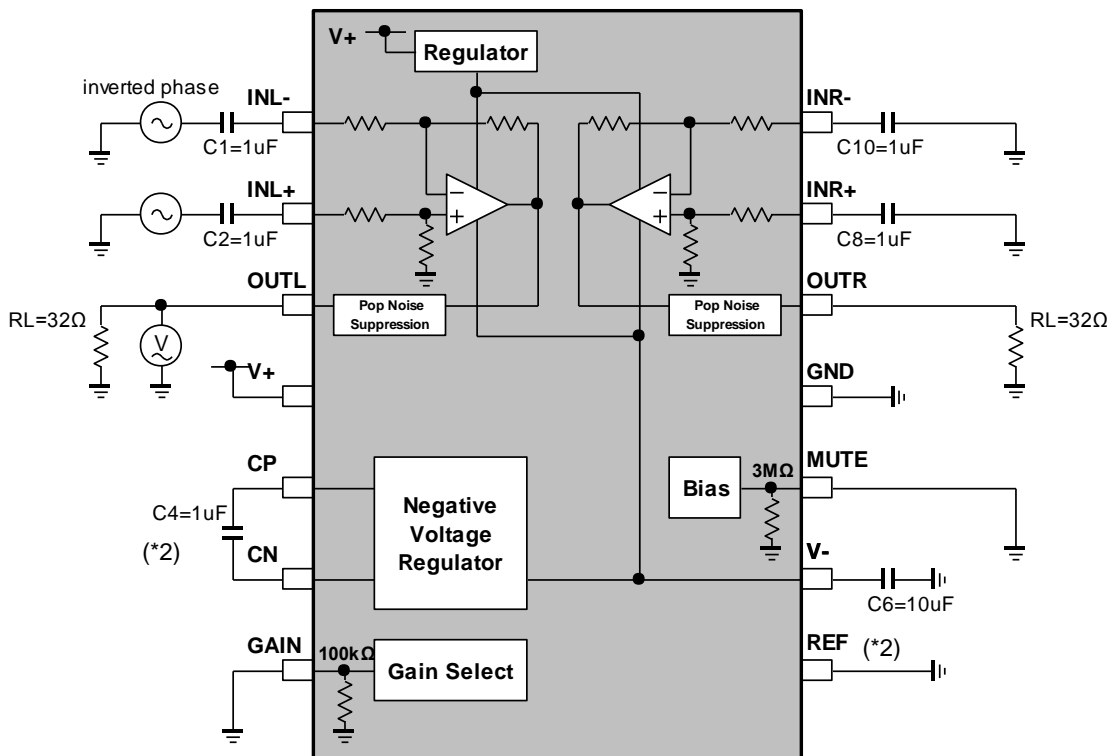 V+
Regulator
inverted phase
INL-
INR-
C1=1uF
C10=1uF
INL+
INR+
−
+
−
+
C2=1uF
C8=1uF
OUTL
OUTR
Pop Noise
Suppression
Pop Noise
Suppression
RL=32Ω
V
RL=32Ω
V+
GND
CP
MUTE
3MΩ
Bias
C4=1uF
(*2)
Negative
Voltage
Regulator
CN
V-
C6=10uF
GAIN
REF
(*2)
100kΩ
Gain Select